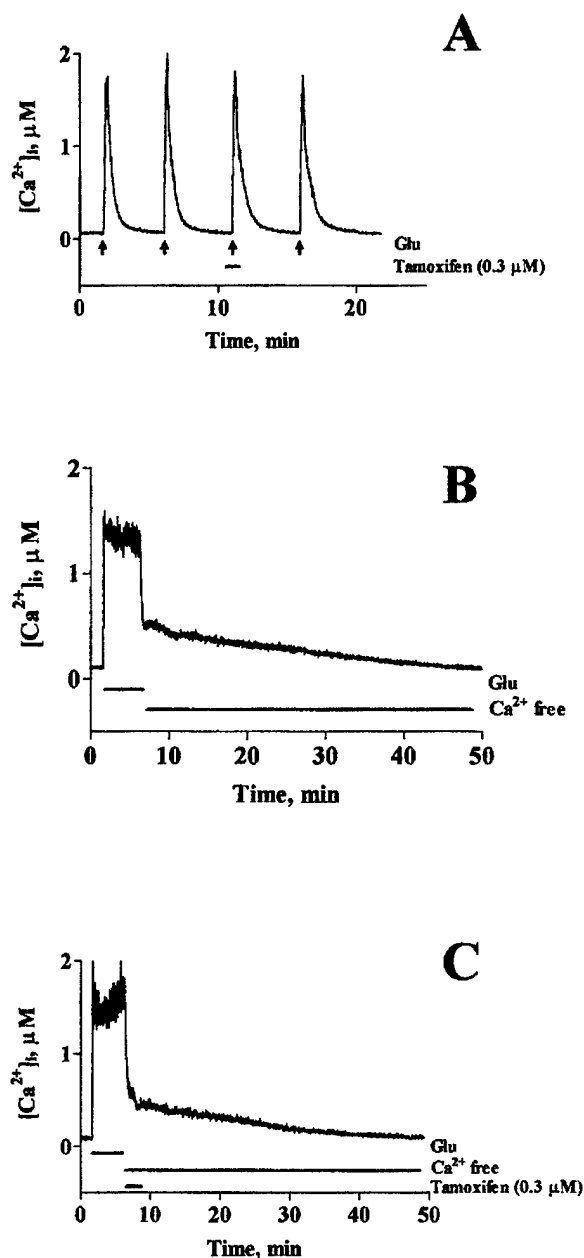 A
2
1
0
[Ca²⁺]ᵢ, μM
Glu
Tamoxifen (0.3 μM)
0 10 20
Time, min
B
2
1
0
[Ca²⁺]ᵢ, μM
Glu
Ca²⁺ free
0 10 20 30 40 50
Time, min
C
2
1
0
[Ca²⁺]ᵢ, μM
Glu
Ca²⁺ free
Tamoxifen (0.3 μM)
0 10 20 30 40 50
Time, min